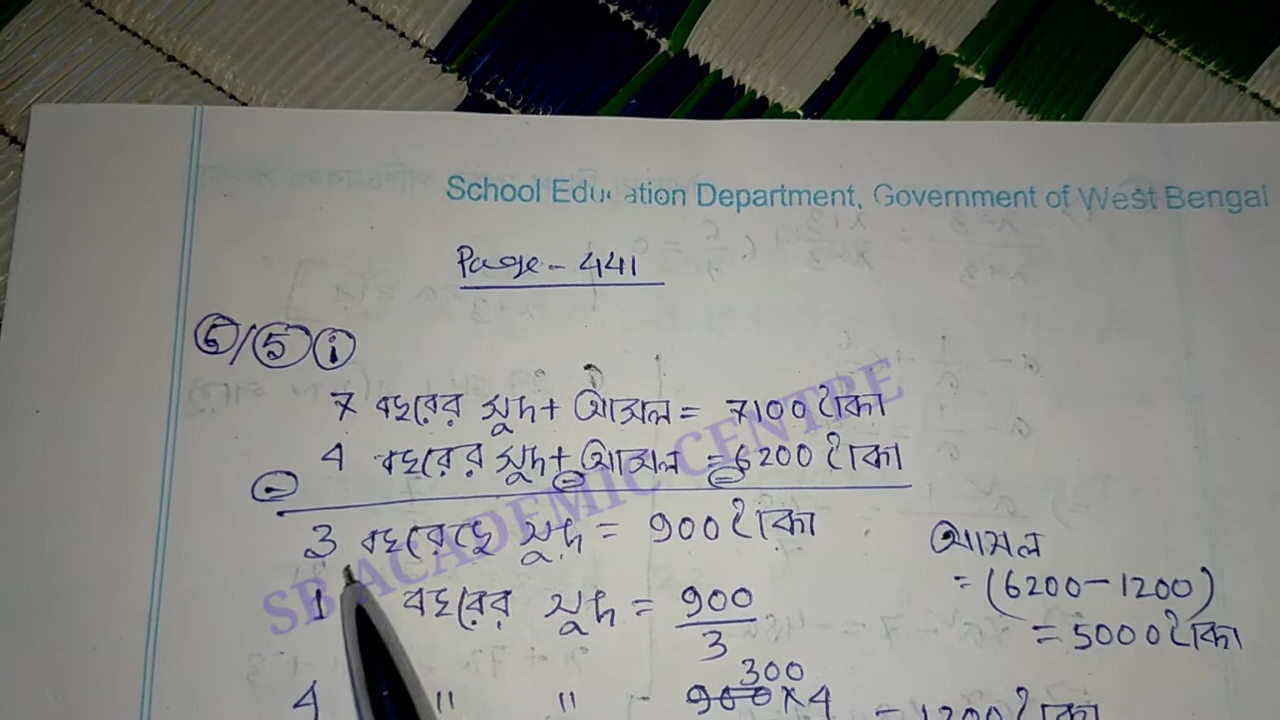 School Education Department, Government of West Bengal
Page - 441
6/5 i
7 বছরের সুদ + আসল = 7100 টাকা
4 বছরের সুদ + আসল = 6200 টাকা
3 বছরের সুদ = 900 টাকা
1 বছরের সুদ = 900/3
4 " " - 900 300 × 4 = 1200 টাকা
আসল
= (6200 - 1200)
= 5000 টাকা
SB ACADEMIC CENTRE